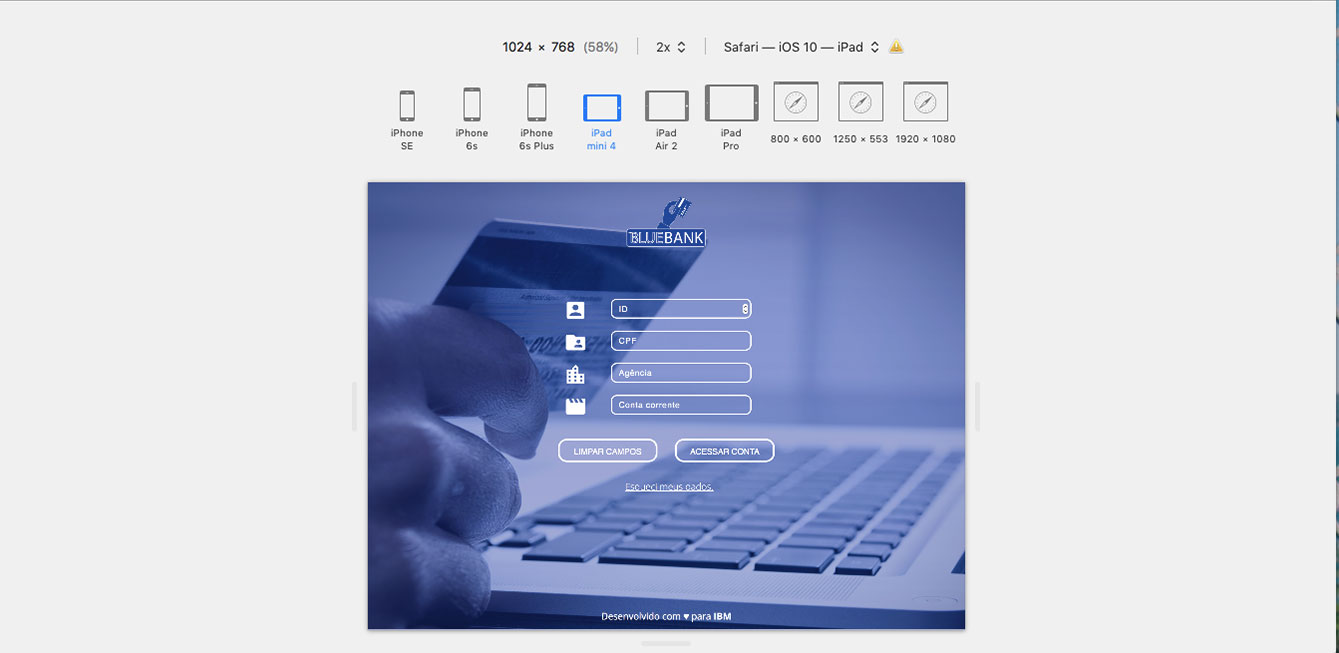 1024 × 768 (58%) 2x Safari — iOS 10 — iPad
iPhone SE
iPhone 6s
iPhone 6s Plus
iPad mini 4
iPad Air 2
iPad Pro
800 × 600
1250 × 553
1920 × 1080
BLUEBANK
ID
CPF
Agência
Conta corrente
LIMPAR CAMPOS
ACESSAR CONTA
Esqueci meus dados.
Desenvolvido com ♥ para IBM